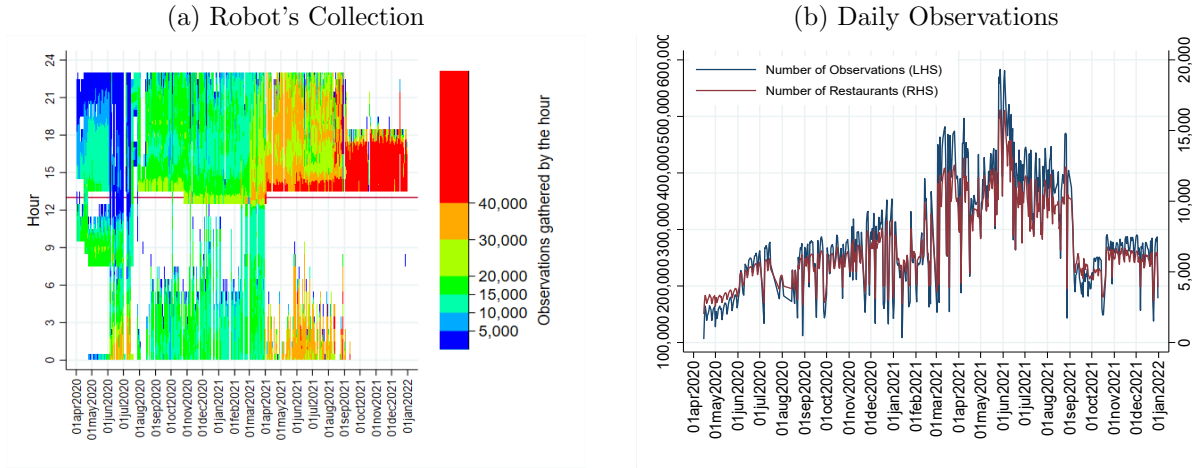 (a) Robot's Collection
(b) Daily Observations
24
21
18
15
12
9
6
3
0
Hour
01apr2020
01may2020
01jun2020
01jul2020
01aug2020
01sep2020
01oct2020
01nov2020
01dec2020
01jan2021
01feb2021
01mar2021
01apr2021
01may2021
01jun2021
01jul2021
01aug2021
01sep2021
01oct2021
01nov2021
01dec2021
01jan2022
40,000
30,000
20,000
15,000
10,000
5,000
Observations gathered by the hour
Number of Observations (LHS)
Number of Restaurants (RHS)
100,000 200,000 300,000 400,000 500,000 600,000
20,000
15,000
10,000
5,000
0
01apr2020
01may2020
01jun2020
01jul2020
01aug2020
01sep2020
01oct2020
01nov2020
01dec2020
01jan2021
01feb2021
01mar2021
01apr2021
01may2021
01jun2021
01jul2021
01aug2021
01sep2021
01oct2021
01nov2021
01dec2021
01jan2022